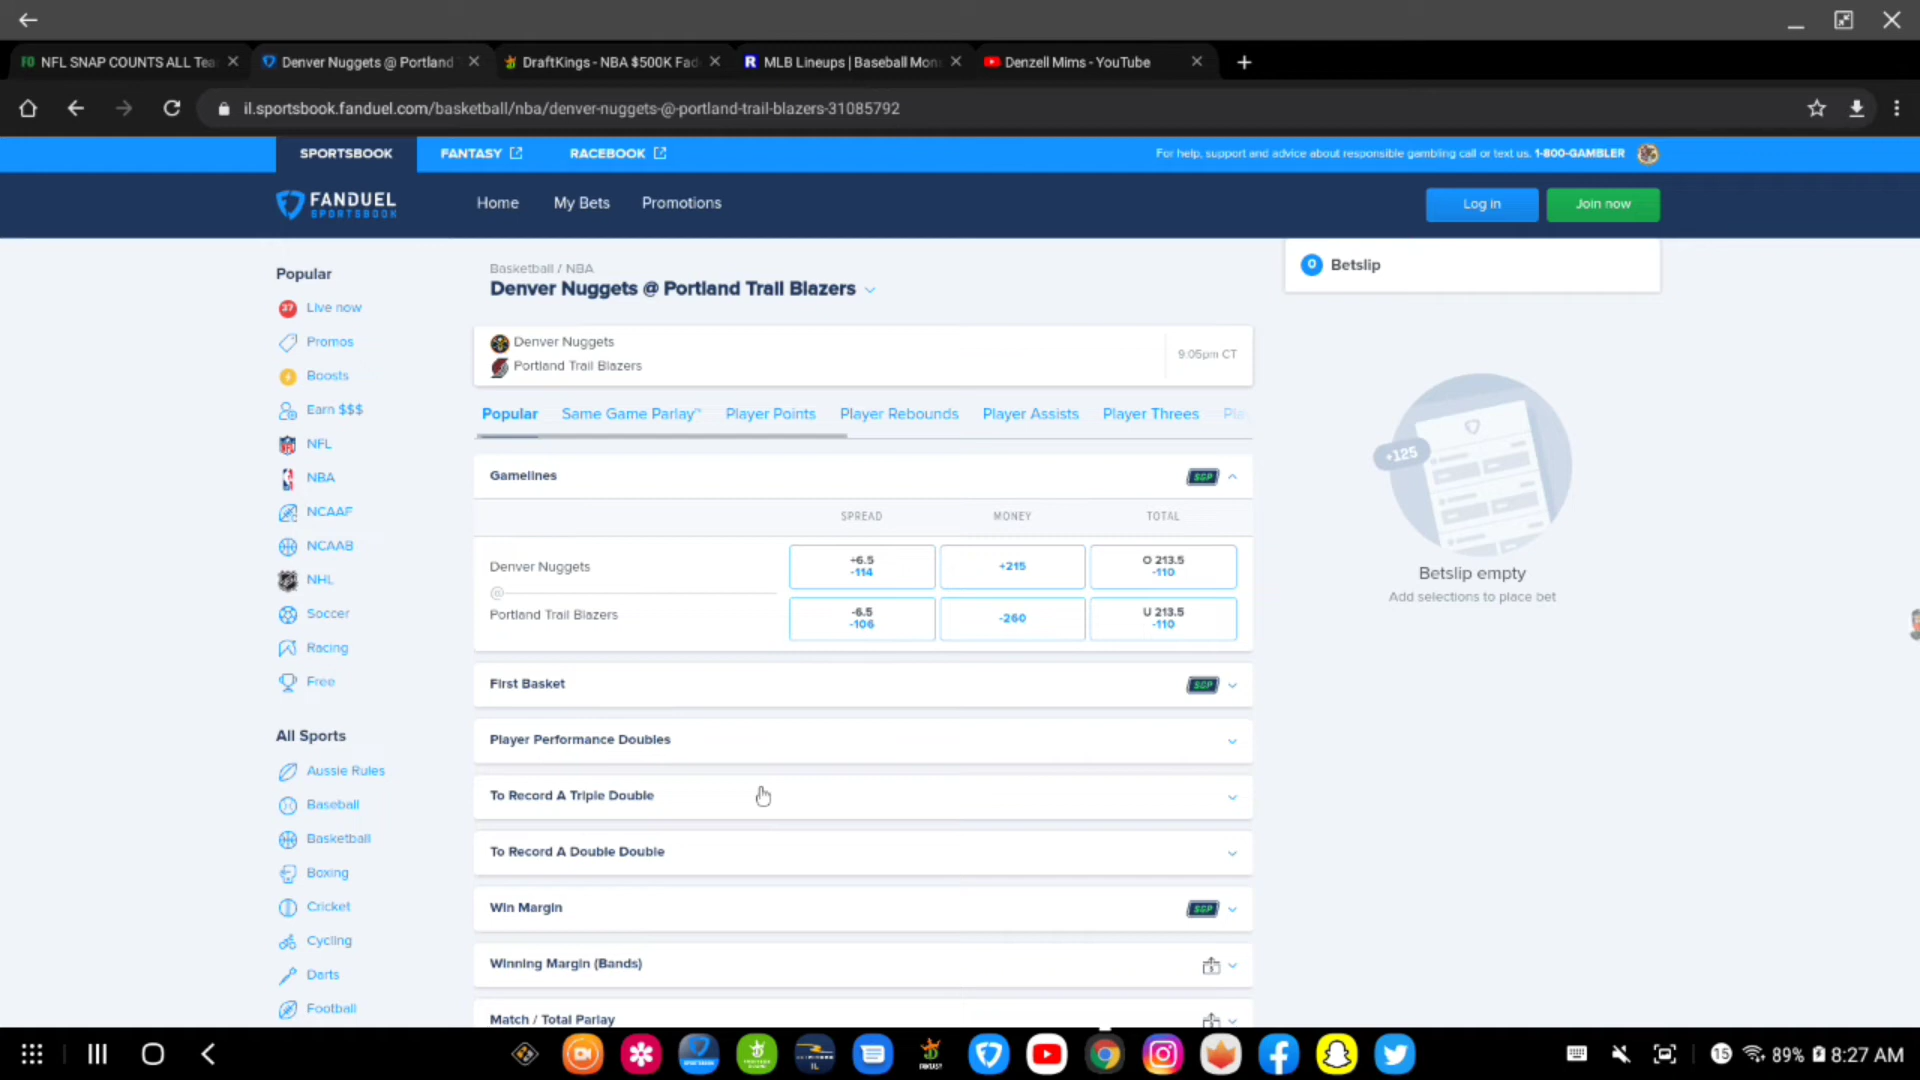 NFL SNAP COUNTS ALL Tea
Denver Nuggets @ Portland
DraftKings - NBA $500K Fad
MLB Lineups | Baseball Mon
Denzell Mims - YouTube
il.sportsbook.fanduel.com/basketball/nba/denver-nuggets-@-portland-trail-blazers-31085792
SPORTSBOOK
FANTASY
RACEBOOK
For help, support and advice about responsible gambling call or text us. 1-800-GAMBLER
FANDUEL
SPORTSBOOK
Home
My Bets
Promotions
Log in
Join now
Popular
37 Live now
Promos
Boosts
Earn $$$
NFL
NBA
NCAAF
NCAAB
NHL
Soccer
Racing
Free
All Sports
Aussie Rules
Baseball
Basketball
Boxing
Cricket
Cycling
Darts
Football
Basketball / NBA
Denver Nuggets @ Portland Trail Blazers
Denver Nuggets
Portland Trail Blazers
9:05pm CT
Popular
Same Game Parlay™
Player Points
Player Rebounds
Player Assists
Player Threes
Gamelines
SGP
SPREAD
MONEY
TOTAL
Denver Nuggets
+6.5
-114
+215
O 213.5
-110
@
Portland Trail Blazers
-6.5
-106
-260
U 213.5
-110
First Basket
SGP
Player Performance Doubles
To Record A Triple Double
To Record A Double Double
Win Margin
SGP
Winning Margin (Bands)
Match / Total Parlay
0 Betslip
+125
Betslip empty
Add selections to place bet
15
89%
8:27 AM